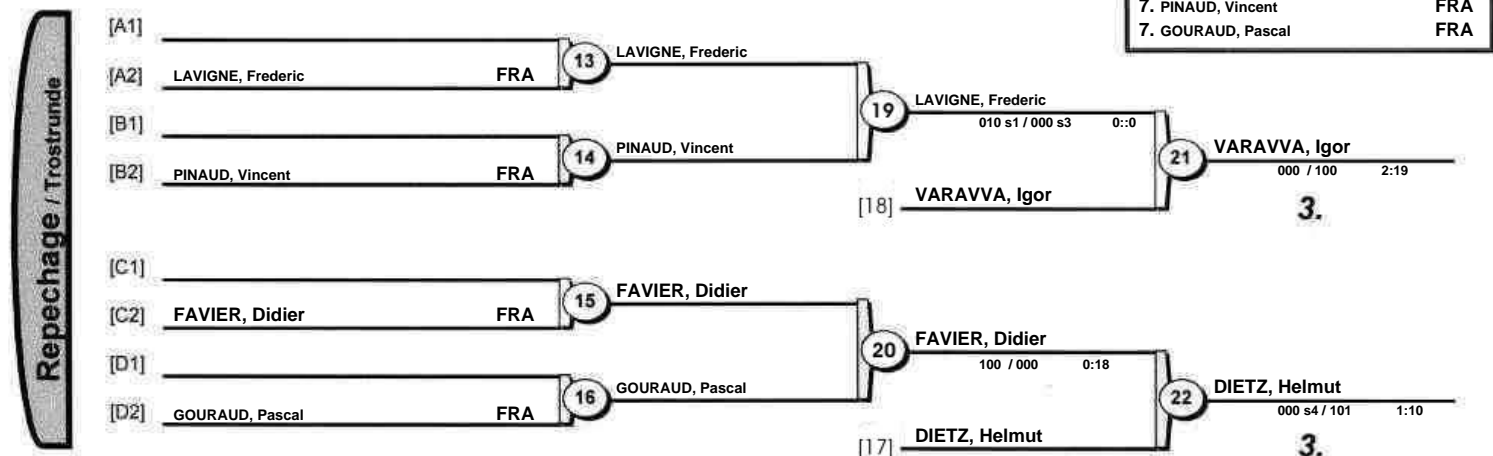 7. PINAUD, Vincent FRA
7. GOURAUD, Pascal FRA
Repechage / Trostrunde
[A1]
[A2] LAVIGNE, Frederic FRA
13 LAVIGNE, Frederic
[B1]
[B2] PINAUD, Vincent FRA
14 PINAUD, Vincent
19 LAVIGNE, Frederic
010 s1 / 000 s3 0::0
[18] VARAVVA, Igor
21 VARAVVA, Igor
000 / 100 2:19
3.
[C1]
[C2] FAVIER, Didier FRA
15 FAVIER, Didier
[D1]
[D2] GOURAUD, Pascal FRA
16 GOURAUD, Pascal
20 FAVIER, Didier
100 / 000 0:18
[17] DIETZ, Helmut
22 DIETZ, Helmut
000 s4 / 101 1:10
3.